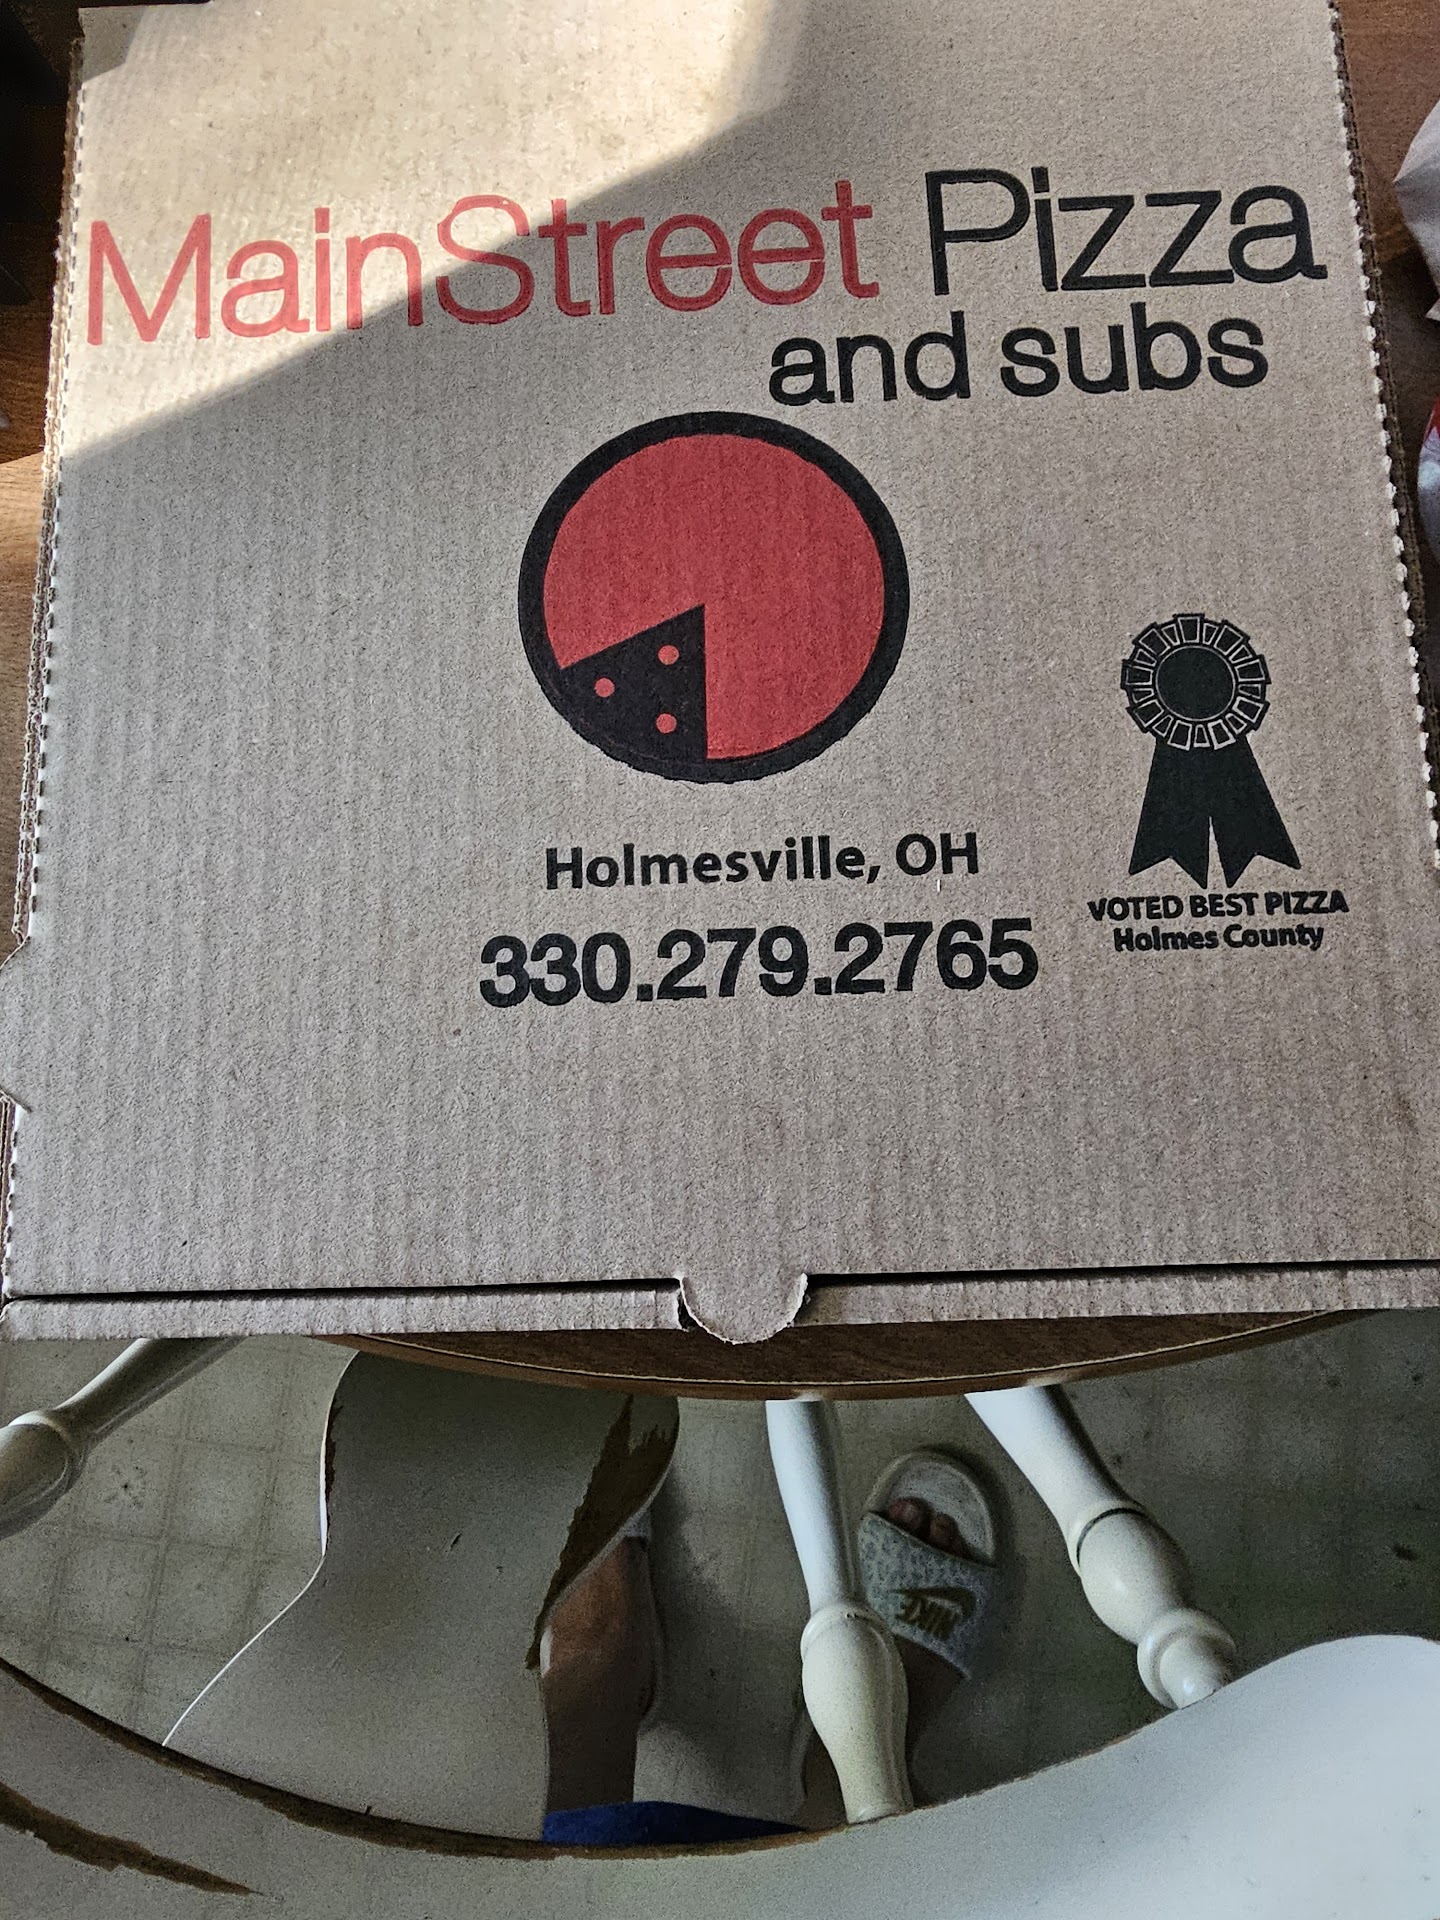 MainStreet Pizza
and subs
Holmesville, OH
330.279.2765
VOTED BEST PIZZA
Holmes County
NIKE